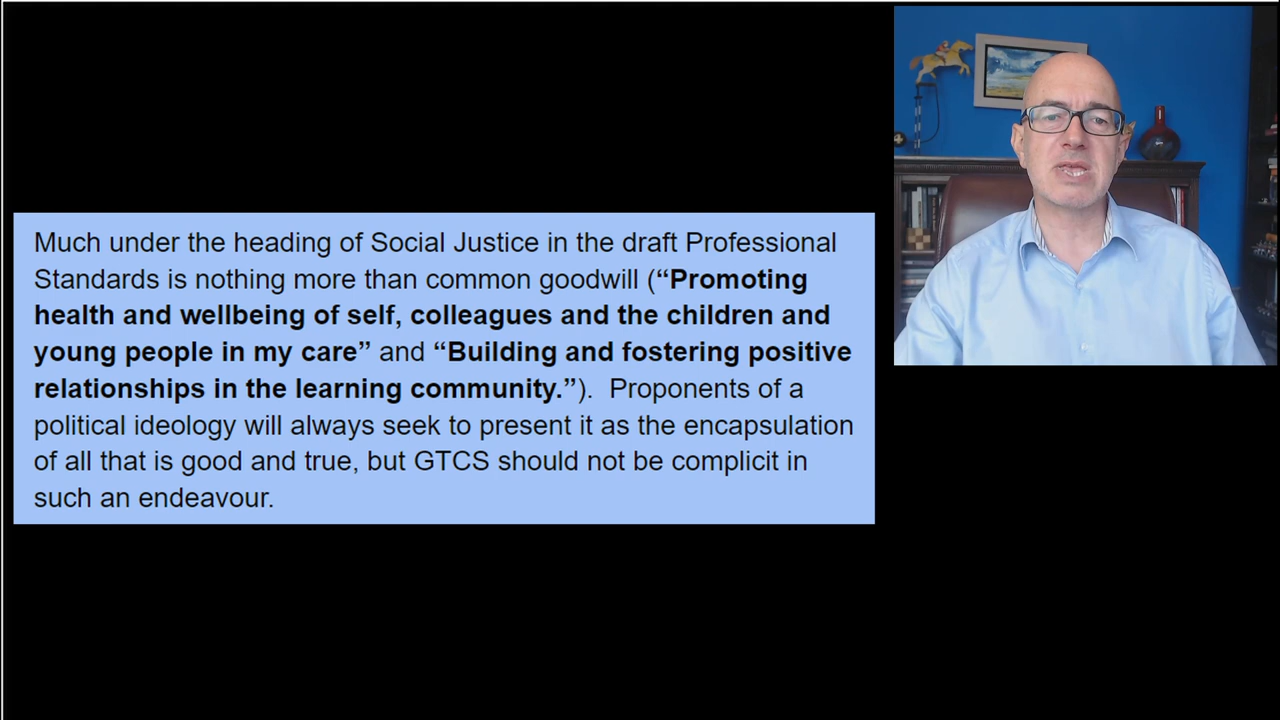 Much under the heading of Social Justice in the draft Professional
Standards is nothing more than common goodwill (“Promoting
health and wellbeing of self, colleagues and the children and
young people in my care” and “Building and fostering positive
relationships in the learning community.”).  Proponents of a
political ideology will always seek to present it as the encapsulation
of all that is good and true, but GTCS should not be complicit in
such an endeavour.